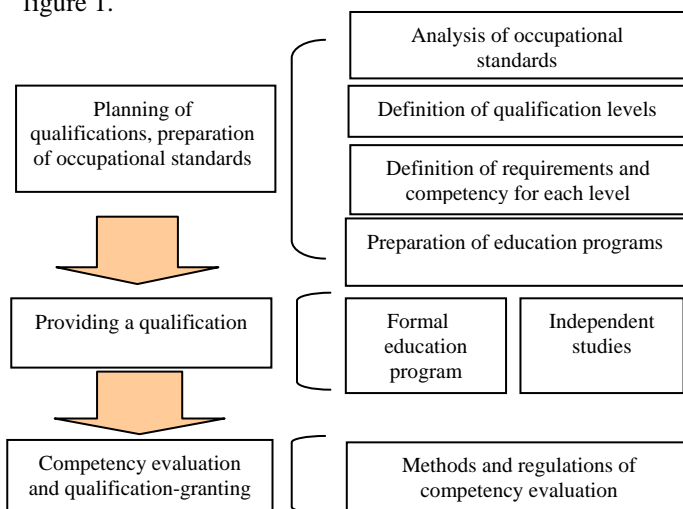 figure 1.
Analysis of occupational
standards
Planning of
qualifications, preparation
of occupational standards
Definition of qualification levels
Definition of requirements and
competency for each level
Preparation of education programs
Providing a qualification
Formal
education
program
Independent
studies
Competency evaluation
and qualification-granting
Methods and regulations of
competency evaluation